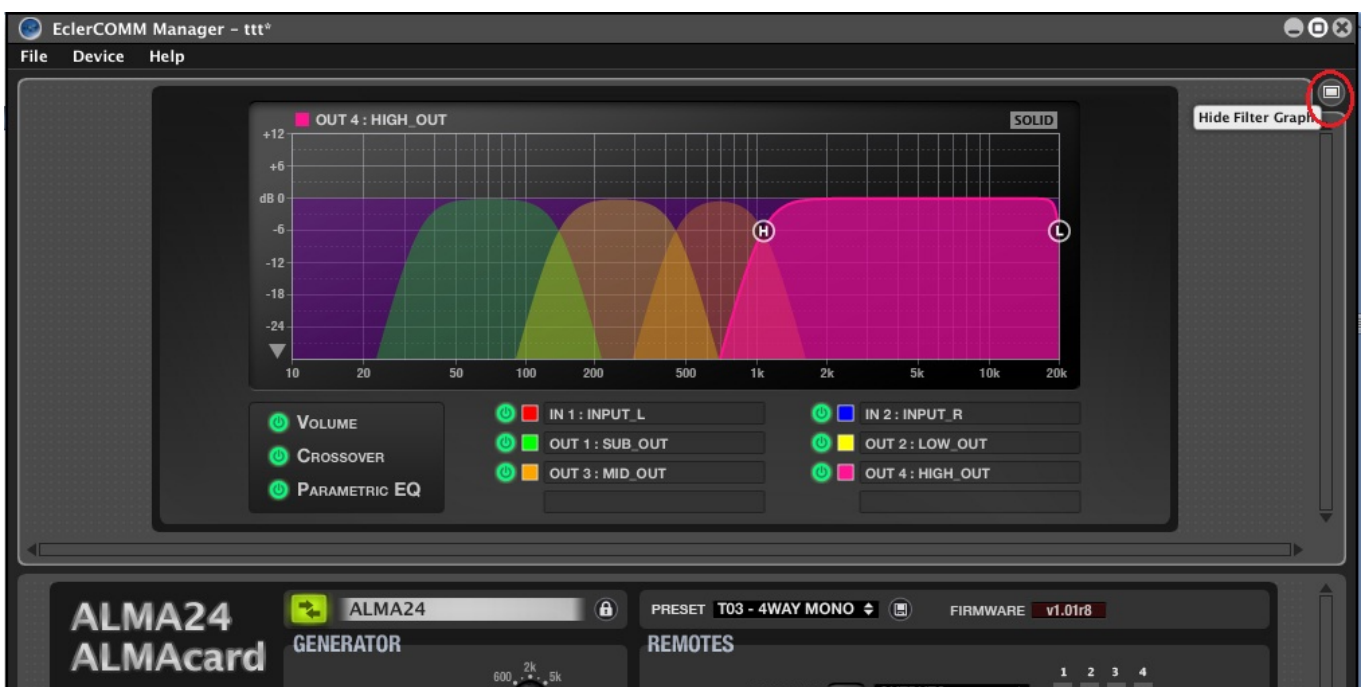 EclerCOMM Manager – ttt*
File Device Help
OUT 4 : HIGH_OUT SOLID
Hide Filter Graph
+12
+6
dB 0
-6
-12
-18
-24
H L
10 20 50 100 200 500 1k 2k 5k 10k 20k
VOLUME
CROSSOVER
PARAMETRIC EQ
IN 1 : INPUT_L IN 2 : INPUT_R
OUT 1 : SUB_OUT OUT 2 : LOW_OUT
OUT 3 : MID_OUT OUT 4 : HIGH_OUT
ALMA24
ALMAcard
ALMA24 PRESET T03 - 4WAY MONO FIRMWARE v1.01r8
GENERATOR REMOTES
600 2k 5k
1 2 3 4